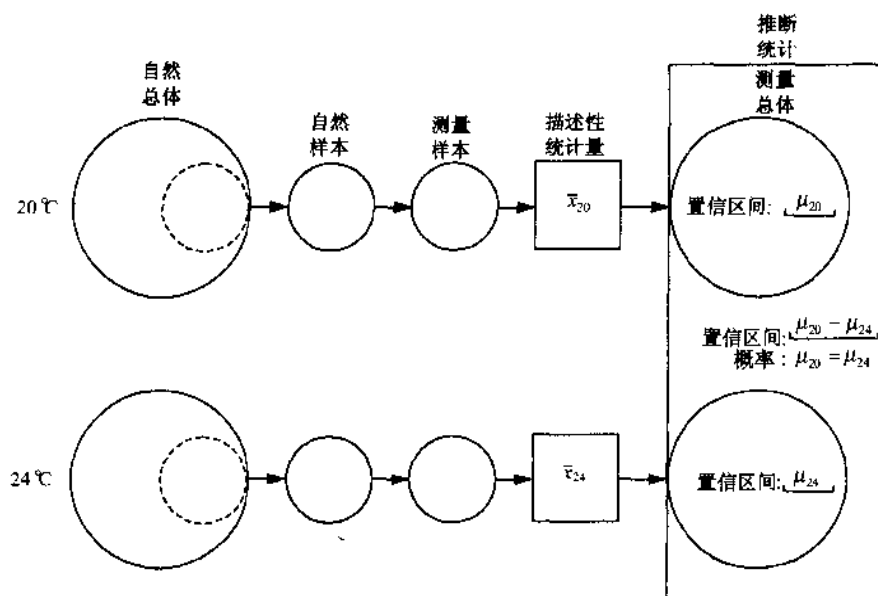 推断
统计
自然
总体
自然
样本
测量
样本
描述性
统计量
测量
总体
20℃
x̄₂₀
置信区间: μ₂₀
置信区间: μ₂₀ − μ₂₄
概率: μ₂₀ = μ₂₄
24℃
x̄₂₄
置信区间: μ₂₄